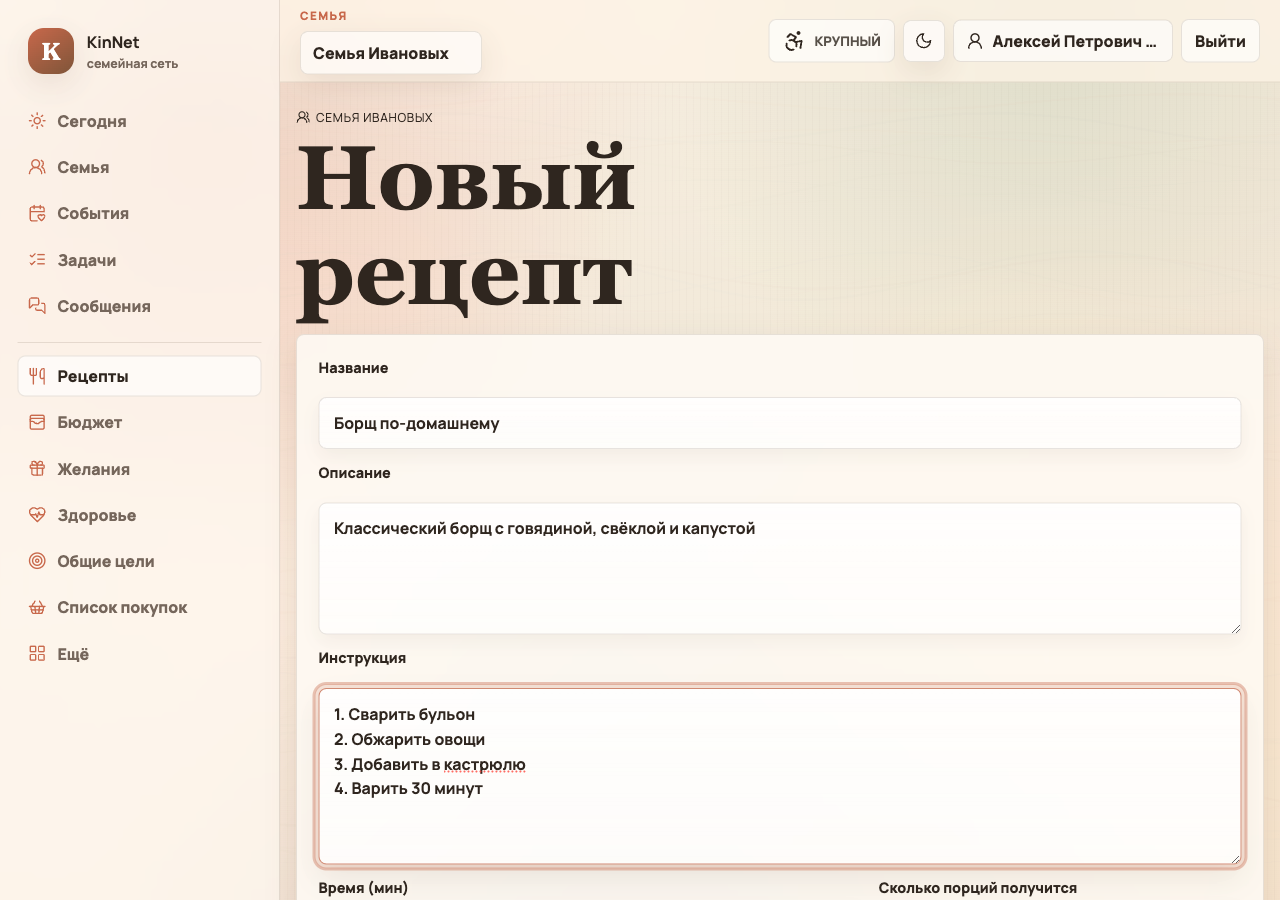 K
KinNet
семейная сеть
Сегодня
Семья
События
Задачи
Сообщения
Рецепты
Бюджет
Желания
Здоровье
Общие цели
Список покупок
Ещё
СЕМЬЯ
Семья Ивановых
КРУПНЫЙ
Алексей Петрович ...
Выйти
СЕМЬЯ ИВАНОВЫХ
Новый
рецепт
Название
Борщ по-домашнему
Описание
Классический борщ с говядиной, свёклой и капустой
Инструкция
1. Сварить бульон
2. Обжарить овощи
3. Добавить в кастрюлю
4. Варить 30 минут
Время (мин)
Сколько порций получится